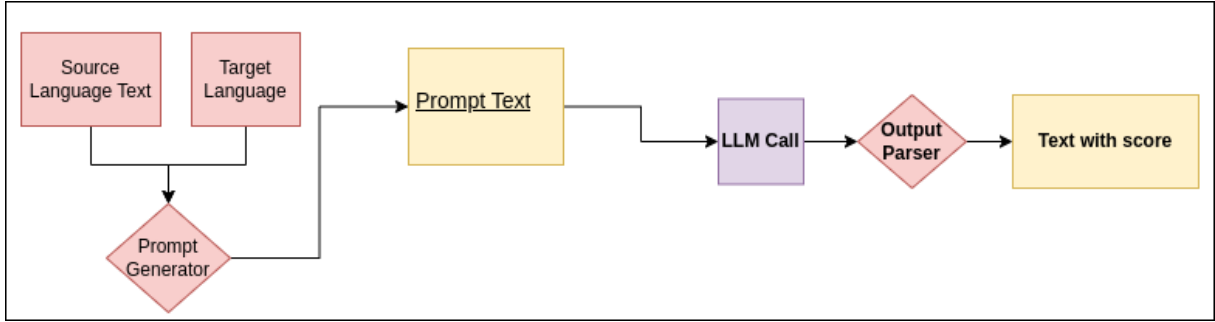 Source
Language Text
Target
Language
Prompt
Generator
Prompt Text
LLM Call
Output
Parser
Text with score